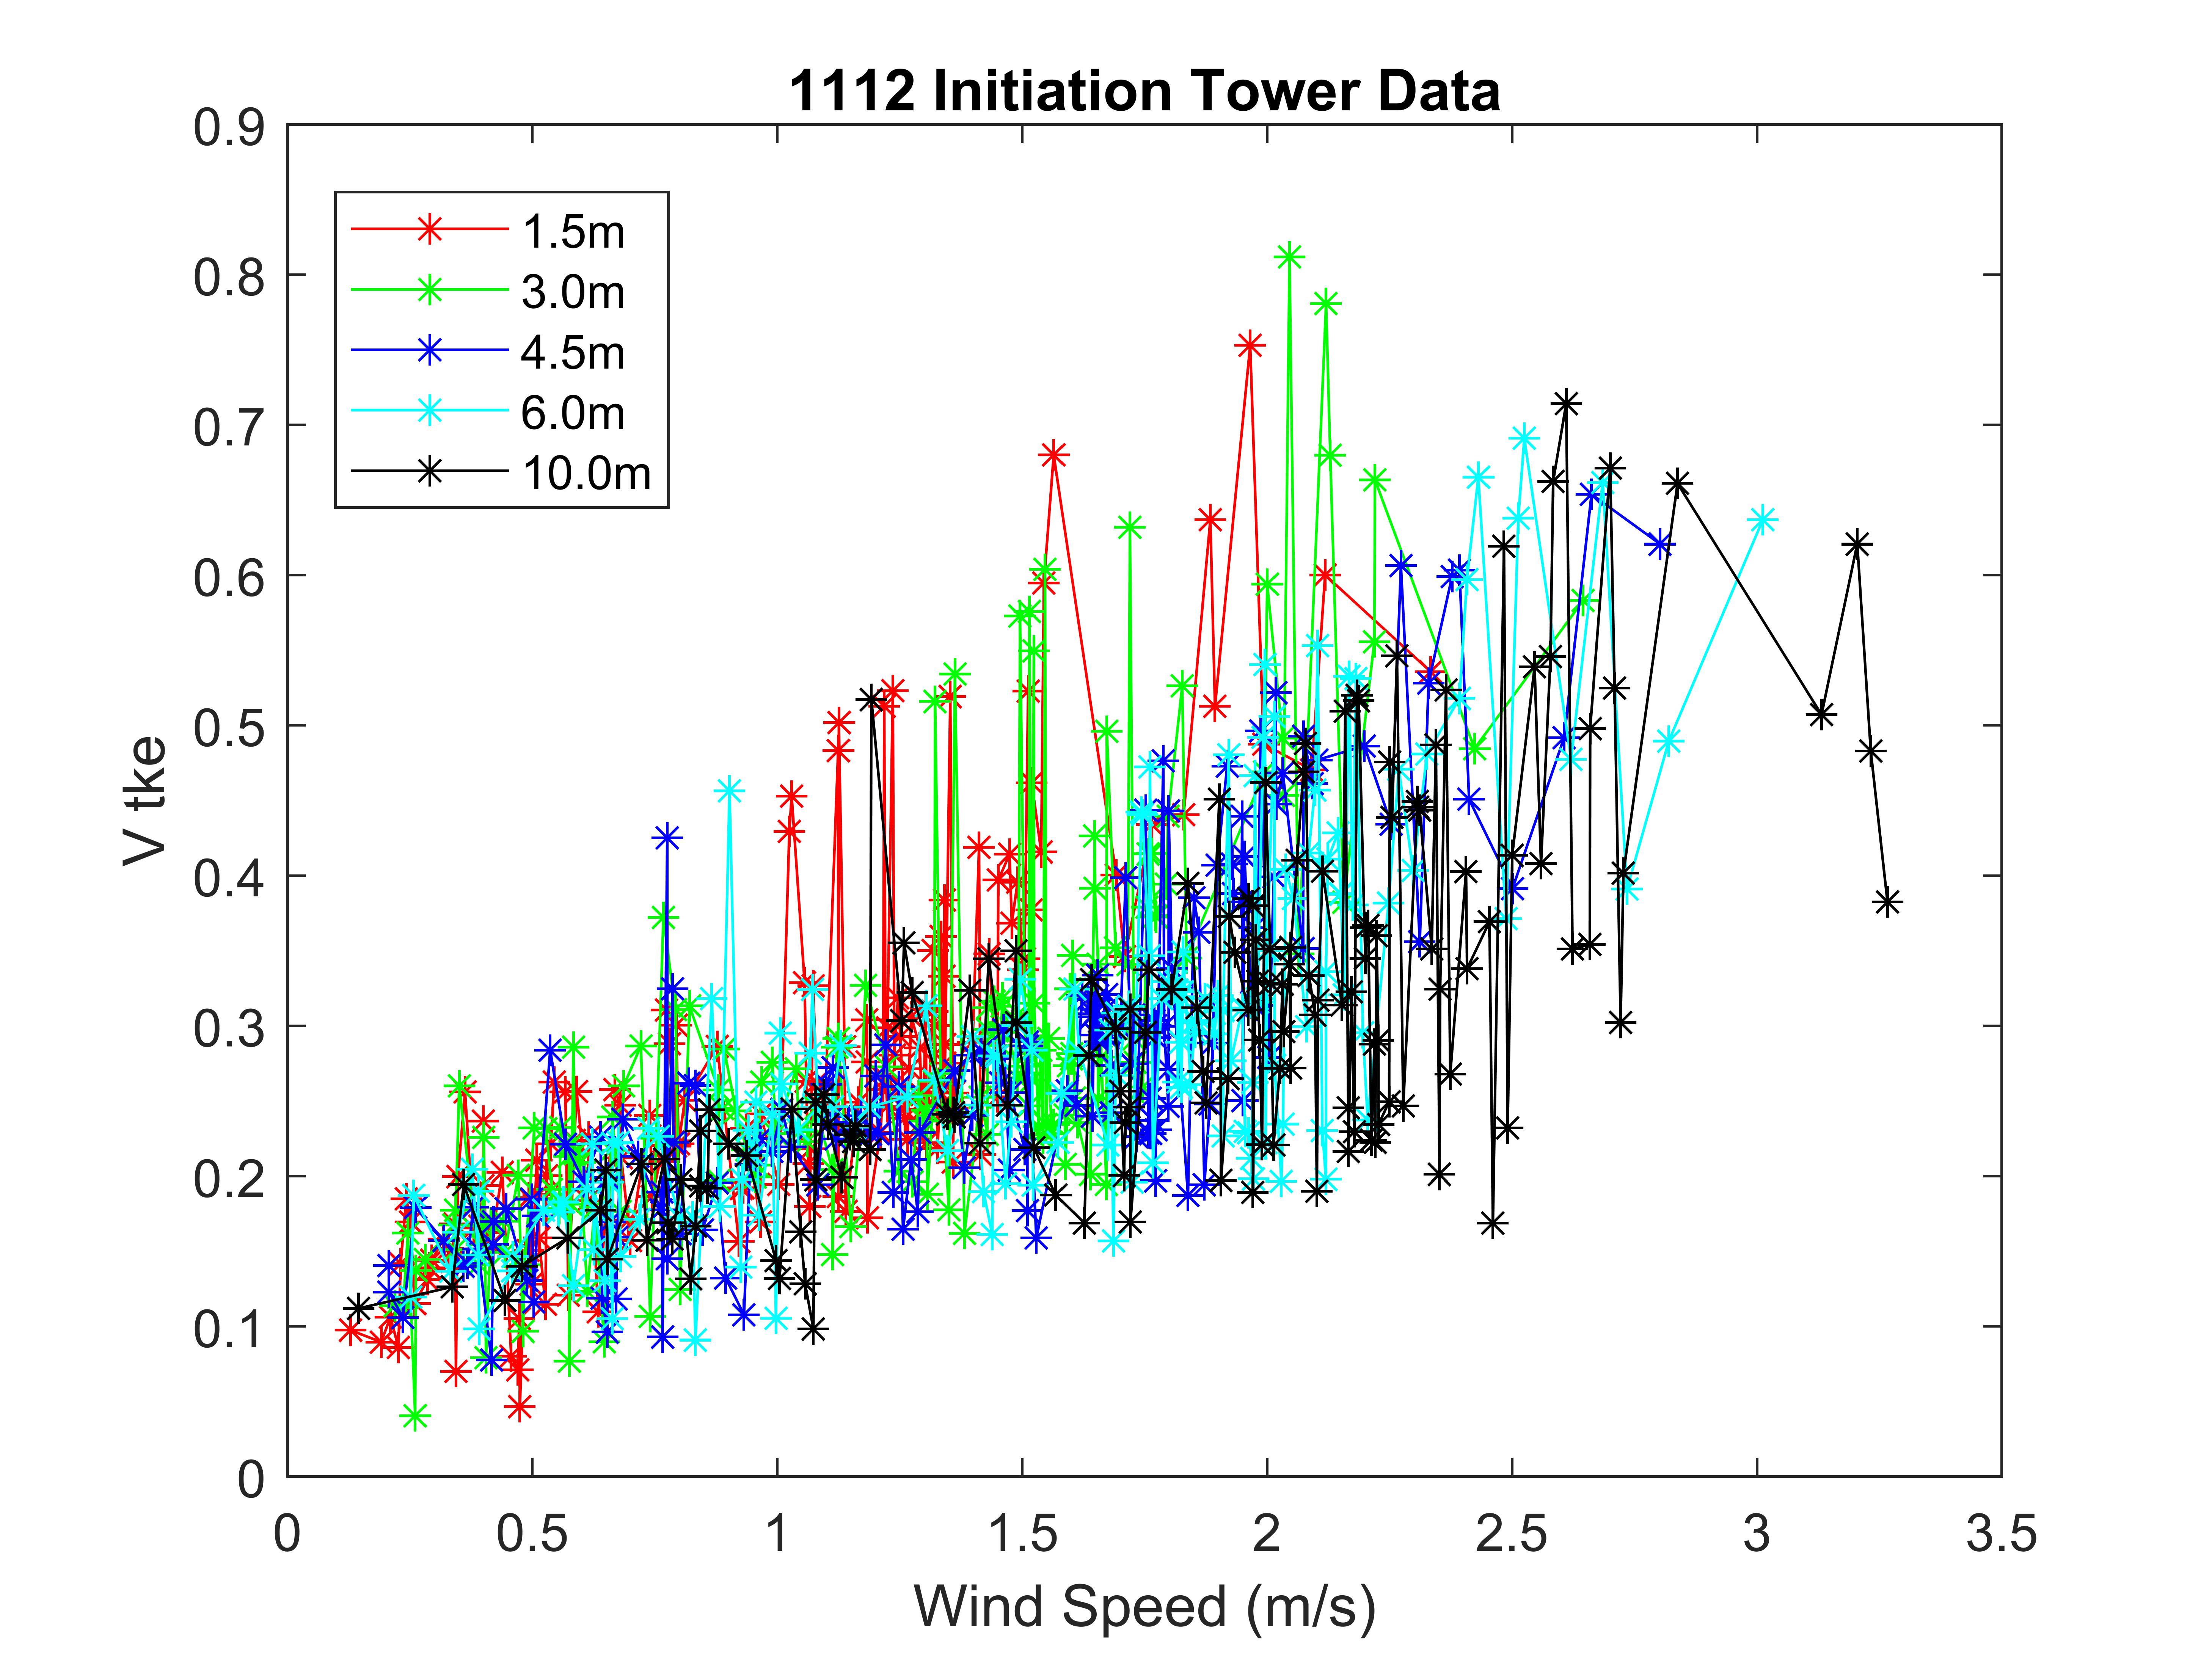 1112 Initiation Tower Data
0.9
0.8
0.7
0.6
0.5
0.4
0.3
0.2
0.1
0
V tke
1.5m
3.0m
4.5m
6.0m
10.0m
0 0.5 1 1.5 2 2.5 3 3.5
Wind Speed (m/s)